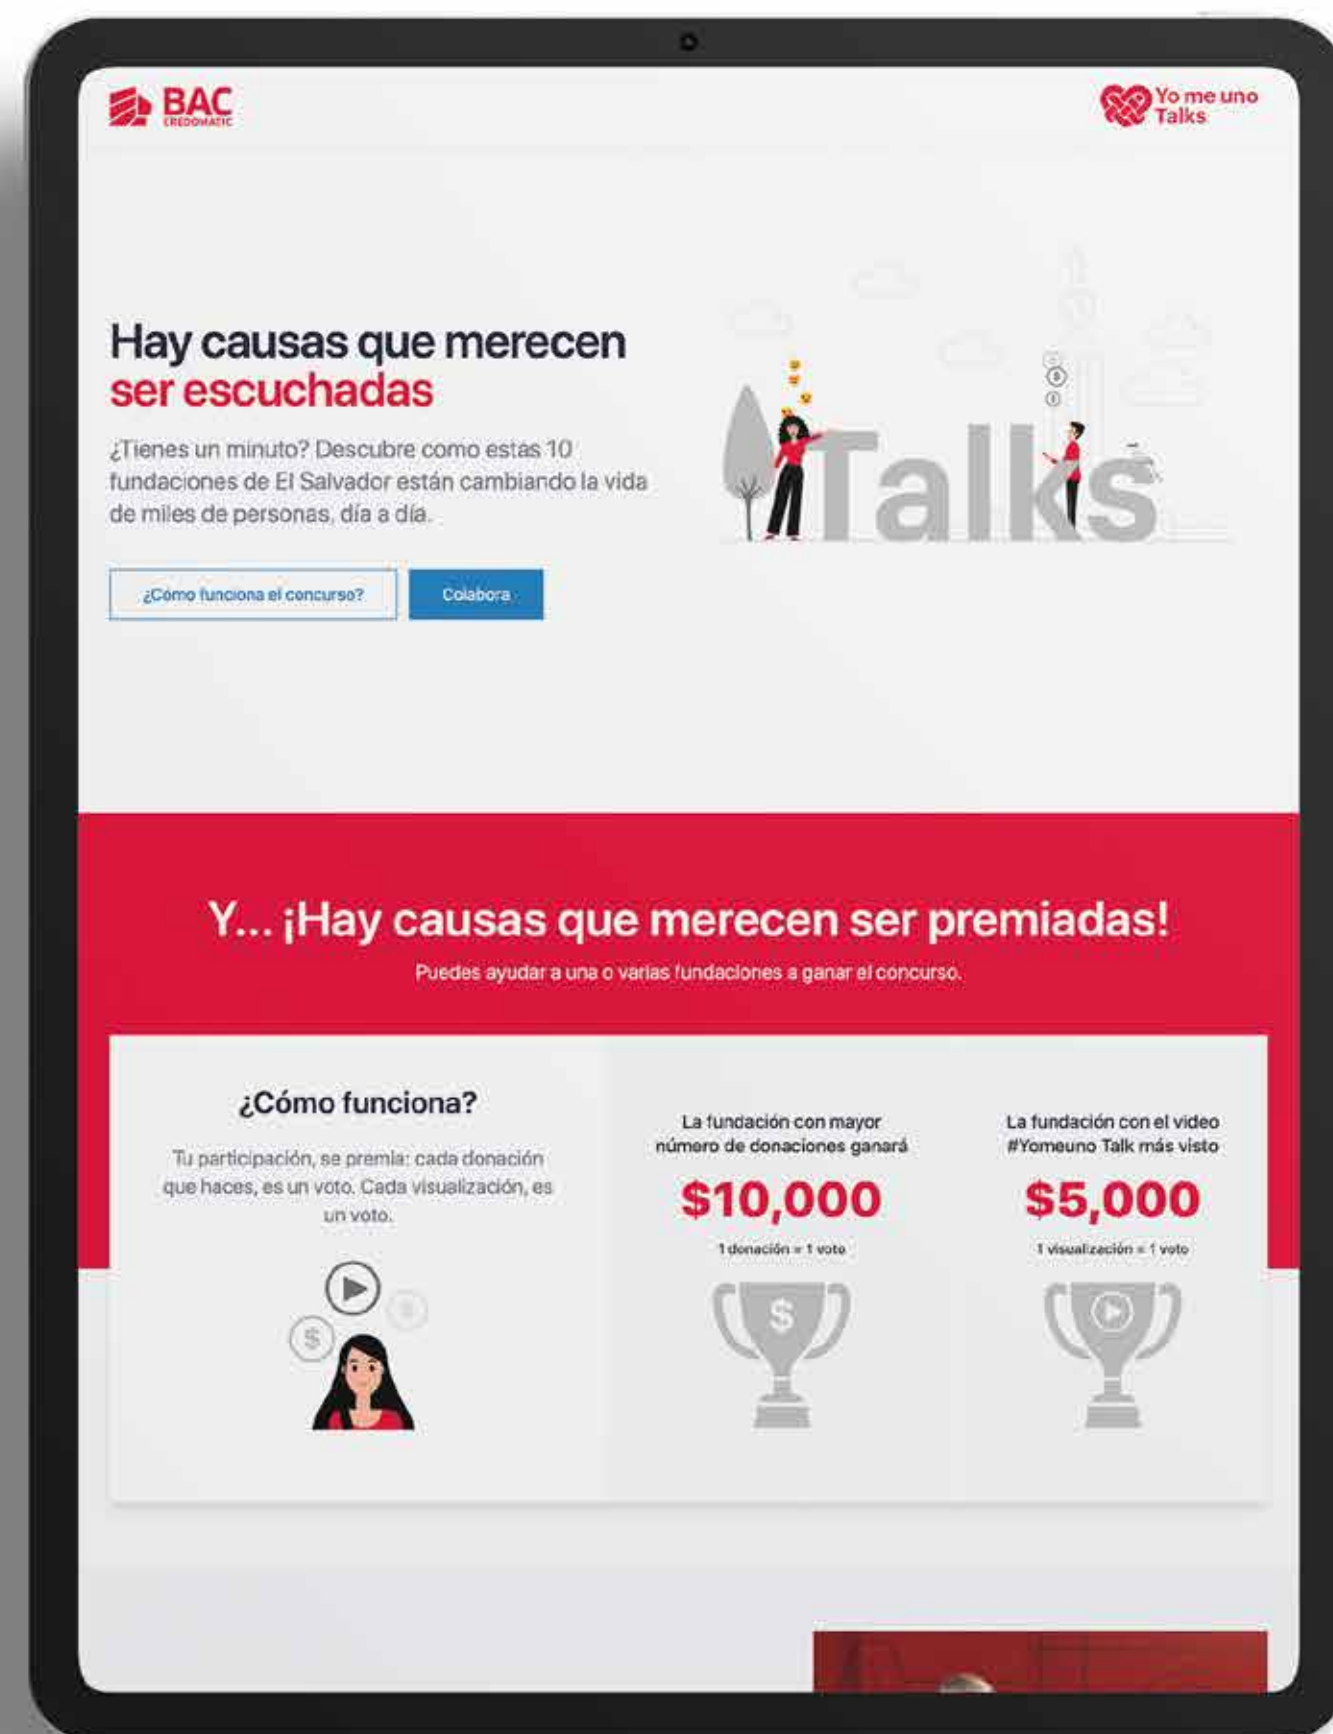 BAC
CREDOMATIC
Yo me uno
Talks
Hay causas que merecen
ser escuchadas
¿Tienes un minuto? Descubre como estas 10
fundaciones de El Salvador están cambiando la vida
de miles de personas, día a día.
Talks
¿Cómo funciona el concurso?
Colabora
Y... ¡Hay causas que merecen ser premiadas!
Puedes ayudar a una o varias fundaciones a ganar el concurso.
¿Cómo funciona?
Tu participación, se premia: cada donación
que haces, es un voto. Cada visualización, es
un voto.
$
$
La fundación con mayor
número de donaciones ganará
$10,000
1 donación = 1 voto
$
La fundación con el video
#Yomeuno Talk más visto
$5,000
1 visualización = 1 voto